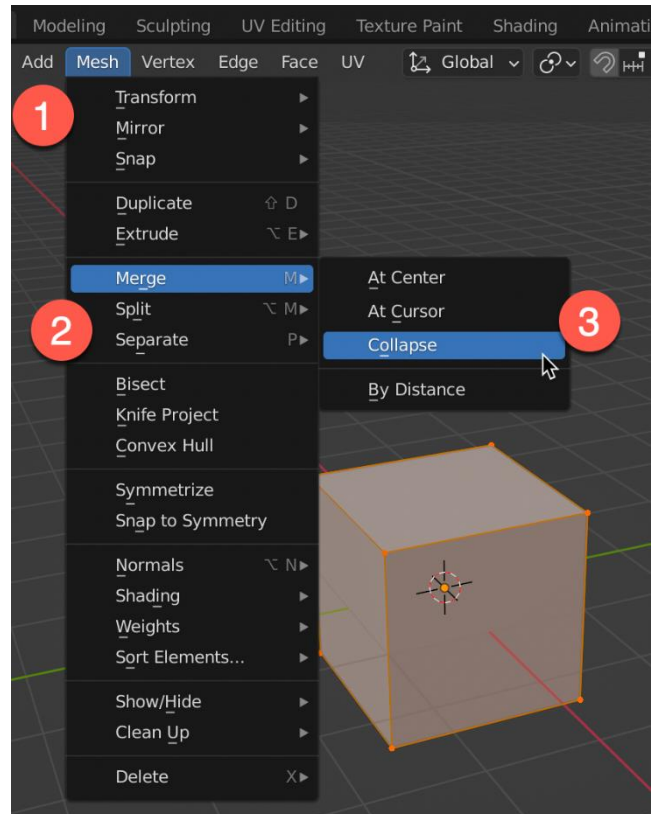 Modeling Sculpting UV Editing Texture Paint Shading Animati
Add Mesh Vertex Edge Face UV Global
1
Transform
Mirror
Snap
Duplicate ⇧ D
Extrude ⌥ E
Merge M
Split ⌥ M
2
Separate P
At Center
At Cursor
3
Collapse
By Distance
Bisect
Knife Project
Convex Hull
Symmetrize
Snap to Symmetry
Normals ⌥ N
Shading
Weights
Sort Elements...
Show/Hide
Clean Up
Delete X